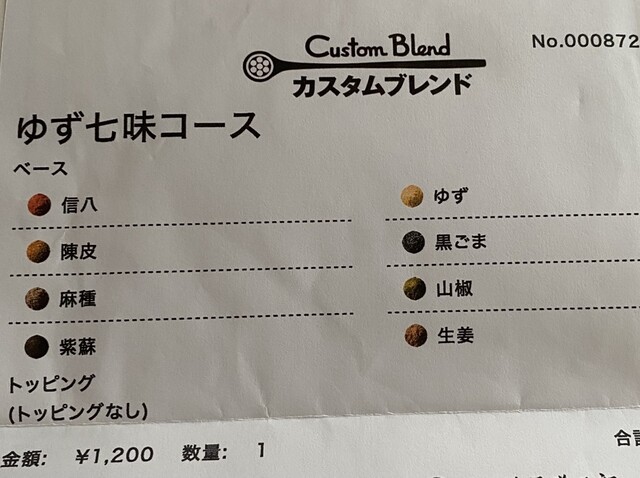 Custom Blend
No.000872
カスタムブレンド
ゆず七味コース
ベース
信八 ゆず
陳皮 黒ごま
麻種 山椒
紫蘇 生姜
トッピング
(トッピングなし)
金額: ¥1,200 数量: 1